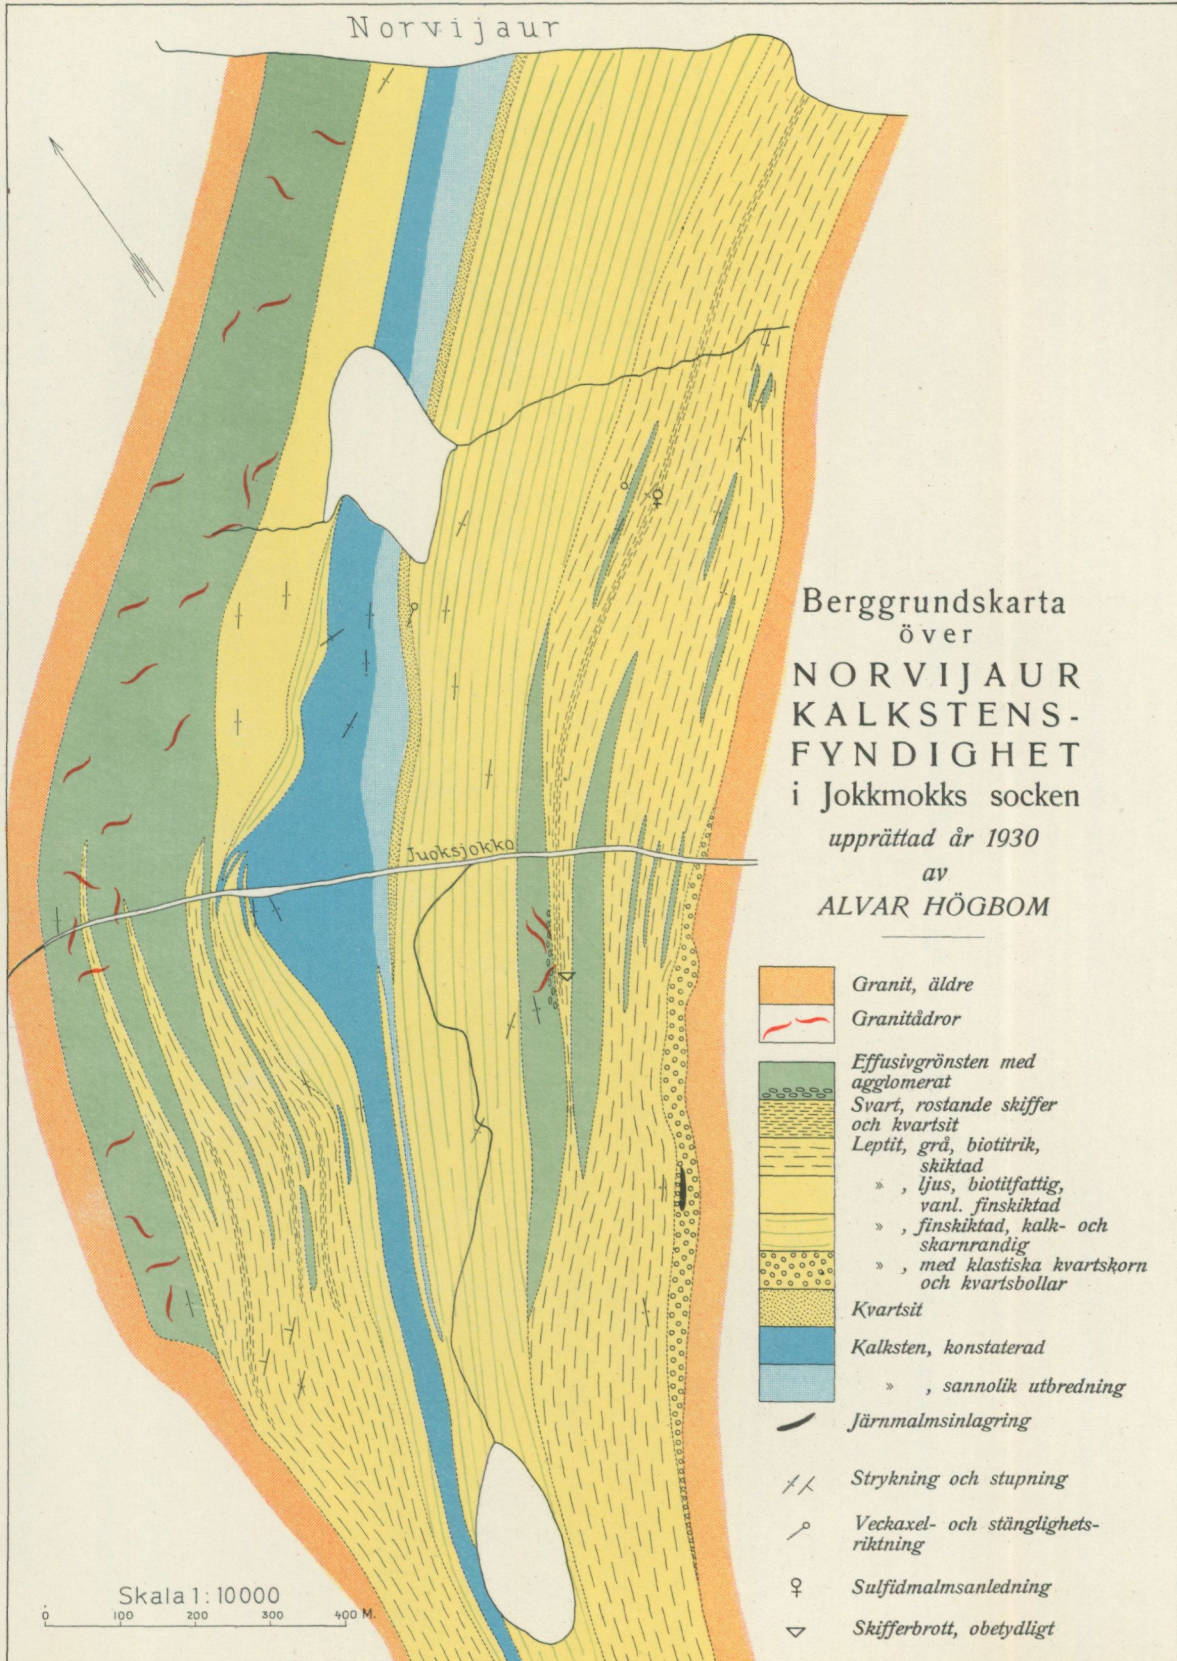 Norvijaur
Juoksjokko
Berggrundskarta
över
NORVIJAUR
KALKSTENS-
FYNDIGHET
i Jokkmokks socken
upprättad år 1930
av
ALVAR HÖGBOM
Granit, äldre
Granitådror
Effusivgrönsten med
agglomerat
Svart, rostande skiffer
och kvartsit
Leptit, grå, biotitrik,
skiktad
» , ljus, biotitfattig,
vanl. finskiktad
» , finskiktad, kalk- och
skarnrandig
» , med klastiska kvartskorn
och kvartsbollar
Kvartsit
Kalksten, konstaterad
» , sannolik utbredning
Järnmalmsinlagring
Strykning och stupning
Veckaxel- och stänglighets-
riktning
Sulfidmalmsanledning
Skifferbrott, obetydligt
Skala 1:10000
0 100 200 300 400 M.